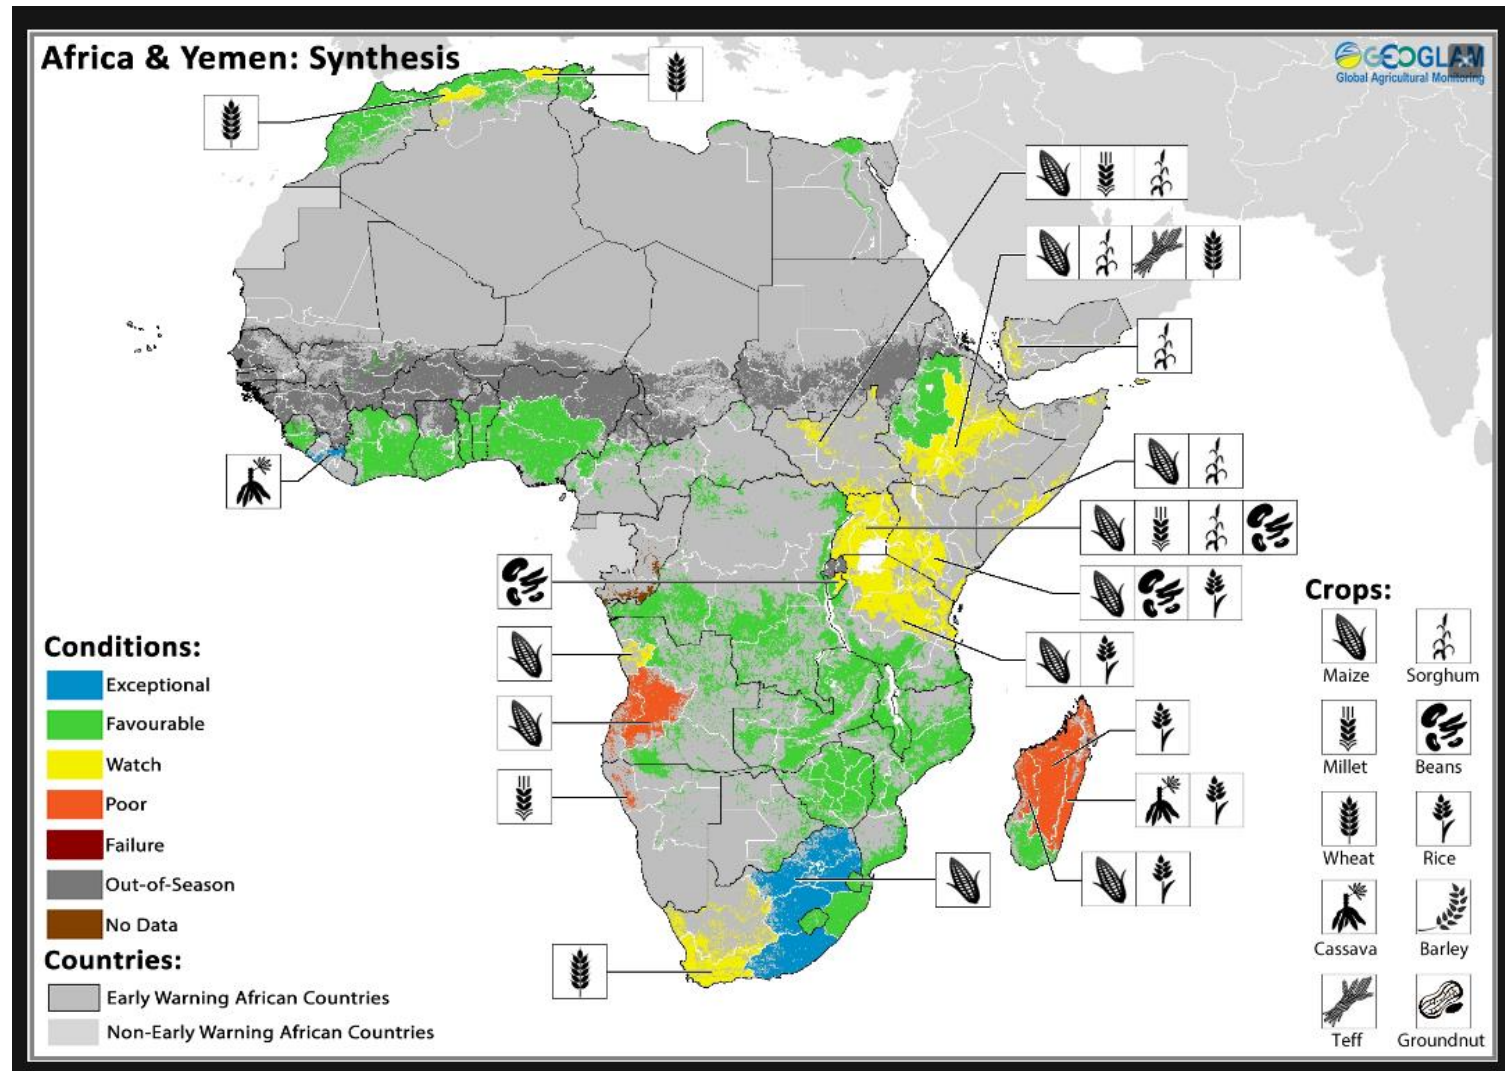 Africa & Yemen: Synthesis
GEOGLAM
Global Agricultural Monitoring
Conditions:
Exceptional
Favourable
Watch
Poor
Failure
Out-of-Season
No Data
Countries:
Early Warning African Countries
Non-Early Warning African Countries
Crops:
Maize
Sorghum
Millet
Beans
Wheat
Rice
Cassava
Barley
Teff
Groundnut